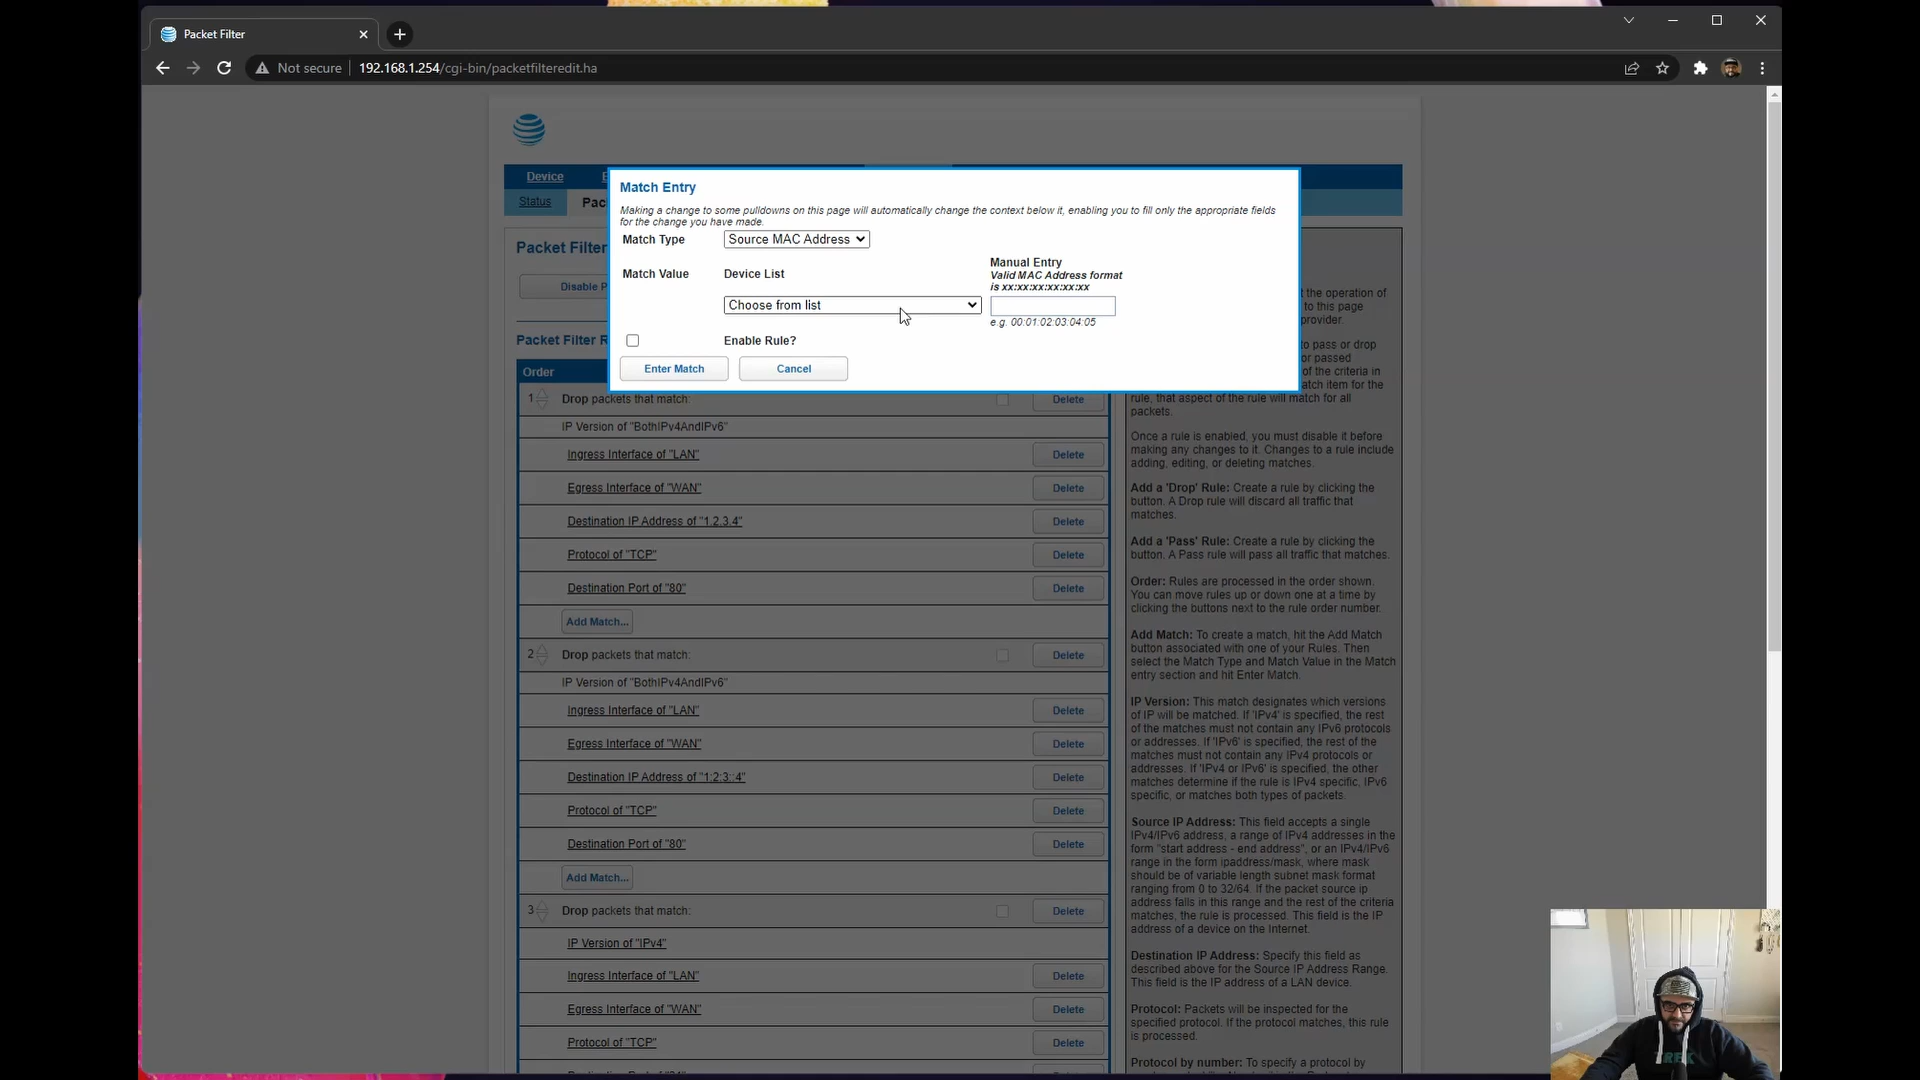 Packet Filter
Not secure
192.168.1.254/cgi-bin/packetfilteredit.ha
Device
Status
Pac
Match Entry
Making a change to some pulldowns on this page will automatically change the context below it, enabling you to fill only the appropriate fields
for the change you have made.
Match Type
Source MAC Address
Match Value
Device List
Manual Entry
Valid MAC Address format
is xx:xx:xx:xx:xx:xx
Choose from list
e.g. 00:01:02:03:04:05
Enable Rule?
Enter Match
Cancel
Packet Filter
Disable P
Packet Filter R
Order
1
Drop packets that match:
Delete
IP Version of "BothIPv4AndIPv6"
Ingress Interface of "LAN"
Delete
Egress Interface of "WAN"
Delete
Destination IP Address of "1.2.3.4"
Delete
Protocol of "TCP"
Delete
Destination Port of "80"
Delete
Add Match...
2
Drop packets that match:
Delete
IP Version of "BothIPv4AndIPv6"
Ingress Interface of "LAN"
Delete
Egress Interface of "WAN"
Delete
Destination IP Address of "1:2:3::4"
Delete
Protocol of "TCP"
Delete
Destination Port of "80"
Delete
Add Match...
3
Drop packets that match:
Delete
IP Version of "IPv4"
Ingress Interface of "LAN"
Delete
Egress Interface of "WAN"
Delete
Protocol of "TCP"
Delete
t the operation of
to this page
provider.
to pass or drop
or passed
of the criteria in
atch item for the
rule, that aspect of the rule will match for all
packets.
Once a rule is enabled, you must disable it before
making any changes to it. Changes to a rule include
adding, editing, or deleting matches.
Add a 'Drop' Rule: Create a rule by clicking the
button. A Drop rule will discard all traffic that
matches.
Add a 'Pass' Rule: Create a rule by clicking the
button. A Pass rule will pass all traffic that matches.
Order: Rules are processed in the order shown.
You can move rules up or down one at a time by
clicking the buttons next to the rule order number.
Add Match: To create a match, hit the Add Match
button associated with one of your Rules. Then
select the Match Type and Match Value in the Match
entry section and hit Enter Match.
IP Version: This match designates which versions
of IP will be matched. If 'IPv4' is specified, the rest
of the matches must not contain any IPv6 protocols
or addresses. If 'IPv6' is specified, the rest of the
matches must not contain any IPv4 protocols or
addresses. If 'IPv4 or IPv6' is specified, the other
matches determine if the rule is IPv4 specific, IPv6
specific, or matches both types of packets.
Source IP Address: This field accepts a single
IPv4/IPv6 address, a range of IPv4 addresses in the
form "start address - end address", or an IPv4/IPv6
range in the form ipaddress/mask, where mask
should be of variable length subnet mask format
ranging from 0 to 32/64. If the packet source ip
address falls in this range and the rest of the criteria
matches, the rule is processed. This field is the IP
address of a device on the Internet.
Destination IP Address: Specify this field as
described above for the Source IP Address Range.
This field is the IP address of a LAN device.
Protocol: Packets will be inspected for the
specified protocol. If the protocol matches, this rule
is processed.
Protocol by number: To specify a protocol by
TREK